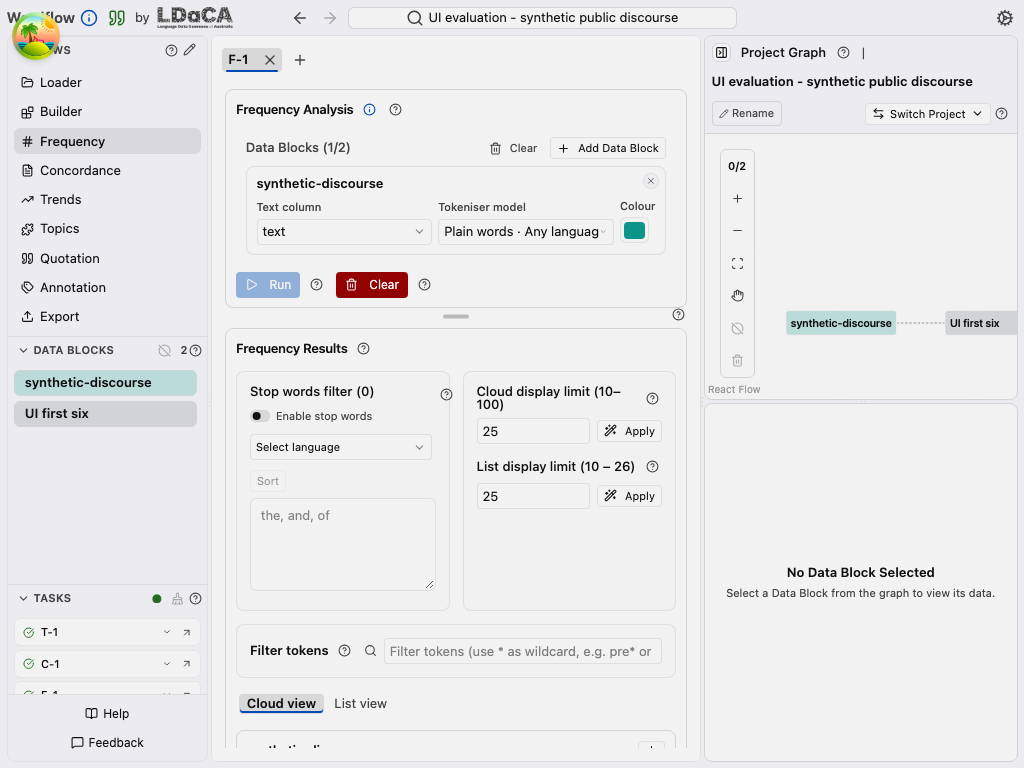 by LDaCA
Language Data Commons of Australia
UI evaluation - synthetic public discourse
Loader
Builder
Frequency
Concordance
Trends
Topics
Quotation
Annotation
Export
DATA BLOCKS
2
synthetic-discourse
UI first six
TASKS
T-1
C-1
Help
Feedback
F-1
Frequency Analysis
Data Blocks (1/2)
Clear
Add Data Block
synthetic-discourse
Text column
Tokeniser model
Colour
text
Plain words · Any languag
Run
Clear
Frequency Results
Stop words filter (0)
Enable stop words
Select language
Sort
the, and, of
Cloud display limit (10–
100)
25
Apply
List display limit (10 – 26)
25
Apply
Filter tokens
Filter tokens (use * as wildcard, e.g. pre* or
Cloud view
List view
Project Graph
UI evaluation - synthetic public discourse
Rename
Switch Project
0/2
synthetic-discourse
UI first six
React Flow
No Data Block Selected
Select a Data Block from the graph to view its data.